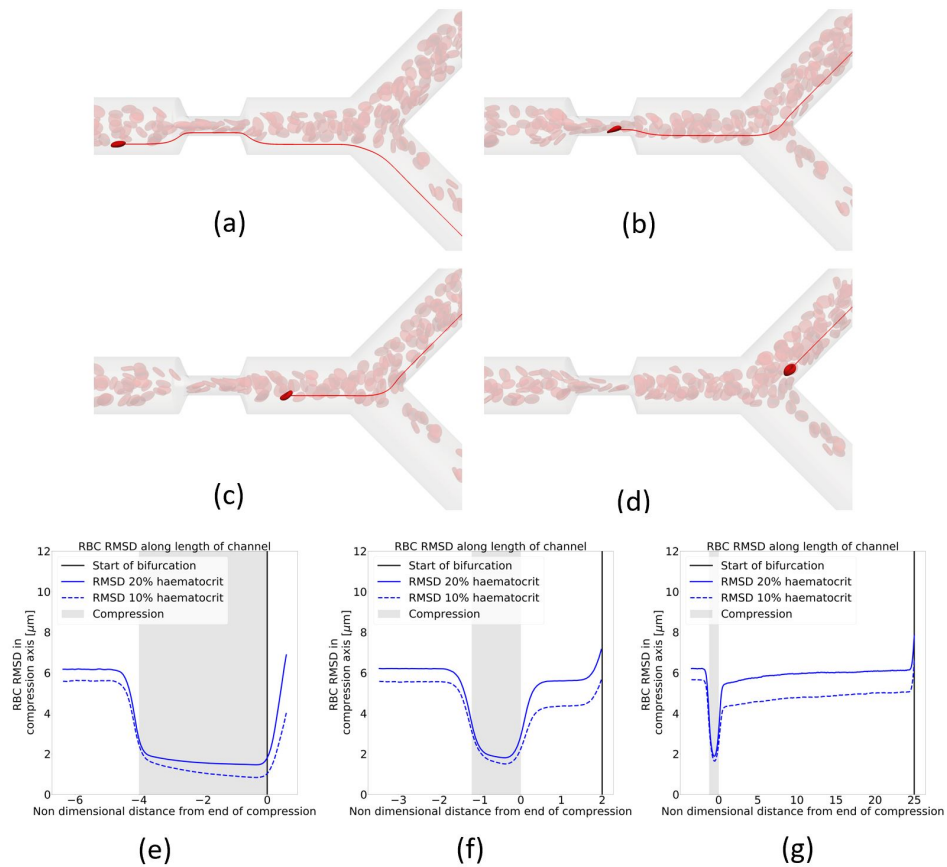 (a)
(b)
(c)
(d)
RBC RMSD along length of channel
12
10
8
6
4
2
0
Start of bifurcation
RMSD 20% haematocrit
RMSD 10% haematocrit
Compression
RBC RMSD in
compression axis [μm]
−6
−4
−2
0
Non dimensional distance from end of compression
(e)
RBC RMSD along length of channel
12
10
8
6
4
2
0
Start of bifurcation
RMSD 20% haematocrit
RMSD 10% haematocrit
Compression
RBC RMSD in
compression axis [μm]
−3
−2
−1
0
1
2
Non dimensional distance from end of compression
(f)
RBC RMSD along length of channel
12
10
8
6
4
2
0
Start of bifurcation
RMSD 20% haematocrit
RMSD 10% haematocrit
Compression
RBC RMSD in
compression axis [μm]
0
5
10
15
20
25
Non dimensional distance from end of compression
(g)